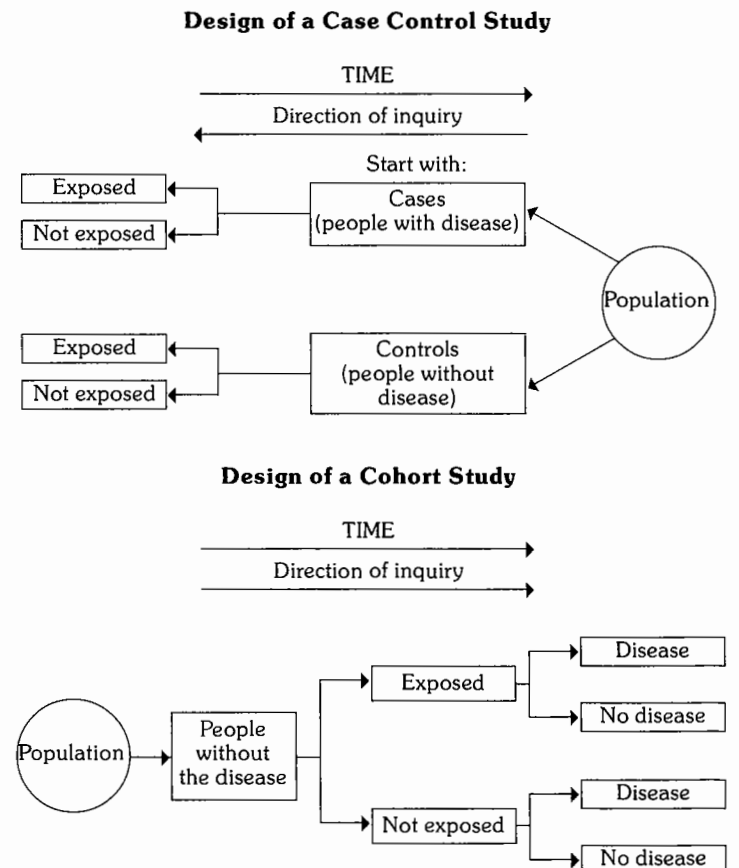 Design of a Case Control Study
TIME
Direction of inquiry
Start with:
Exposed
Cases
(people with disease)
Not exposed
Population
Exposed
Controls
(people without
disease)
Not exposed
Design of a Cohort Study
TIME
Direction of inquiry
Disease
Exposed
No disease
People
without
the disease
Population
Disease
Not exposed
No disease